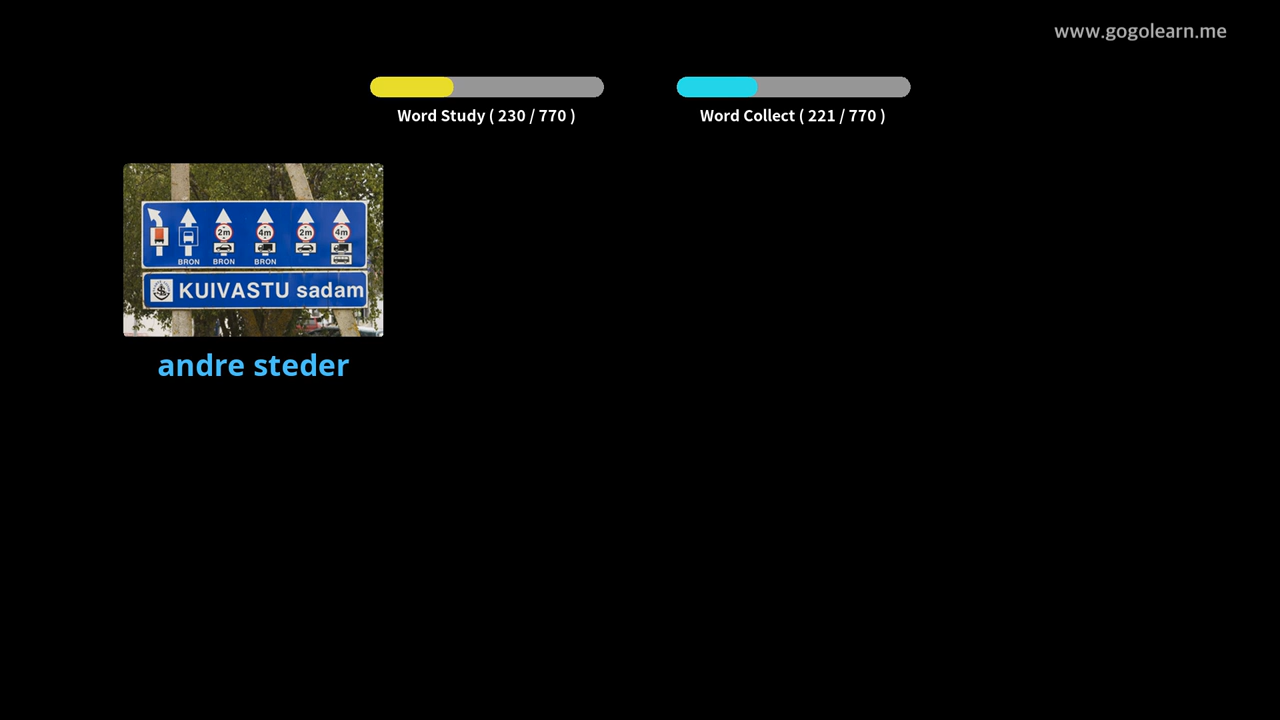 www.gogolearn.me
Word Study ( 230 / 770 )
Word Collect ( 221 / 770 )
2m 4m 2m 4m
BRON BRON BRON
KUIVASTU sadam
andre steder